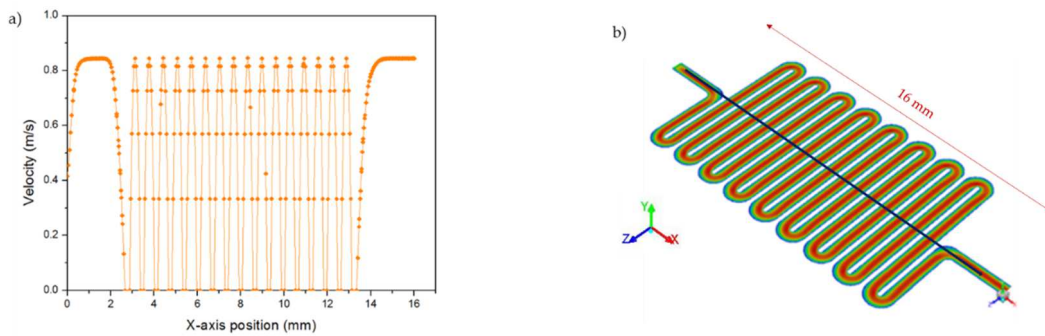 a)
1.0
0.8
0.6
0.4
0.2
0.0
Velocity (m/s)
0 2 4 6 8 10 12 14 16
X-axis position (mm)
b)
16 mm
Y
Z
X